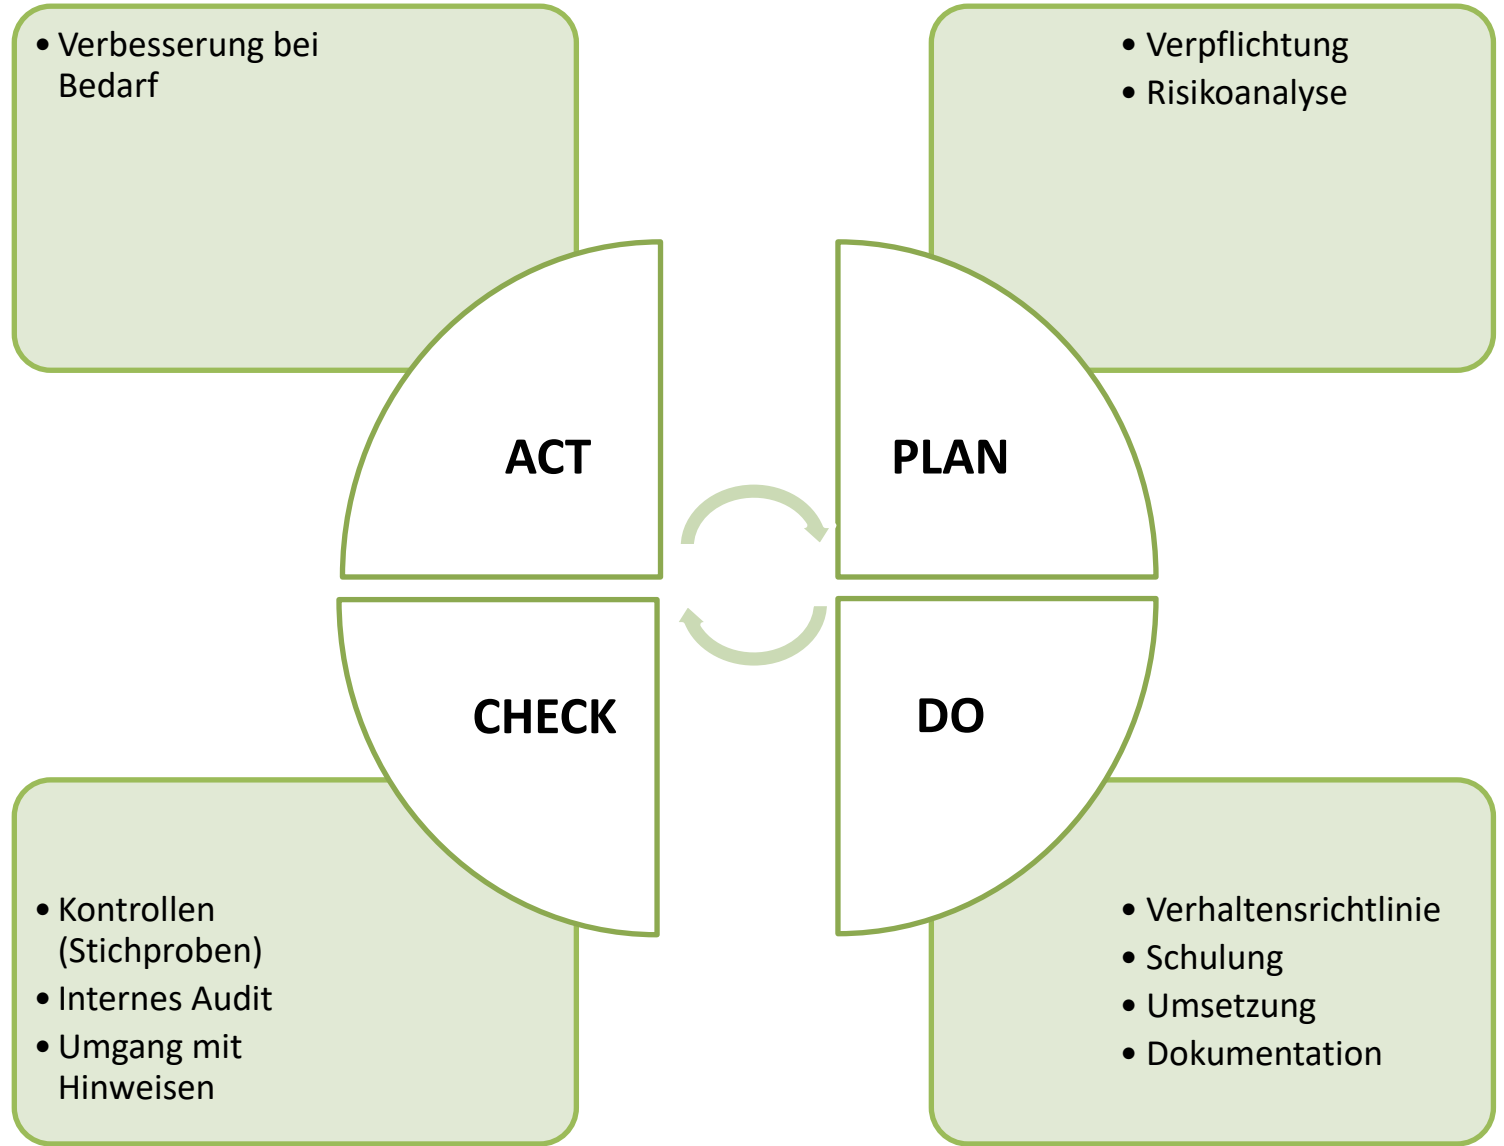 • Verbesserung bei
Bedarf
• Verpflichtung
• Risikoanalyse
ACT
PLAN
CHECK
DO
• Kontrollen
(Stichproben)
• Internes Audit
• Umgang mit
Hinweisen
• Verhaltensrichtlinie
• Schulung
• Umsetzung
• Dokumentation